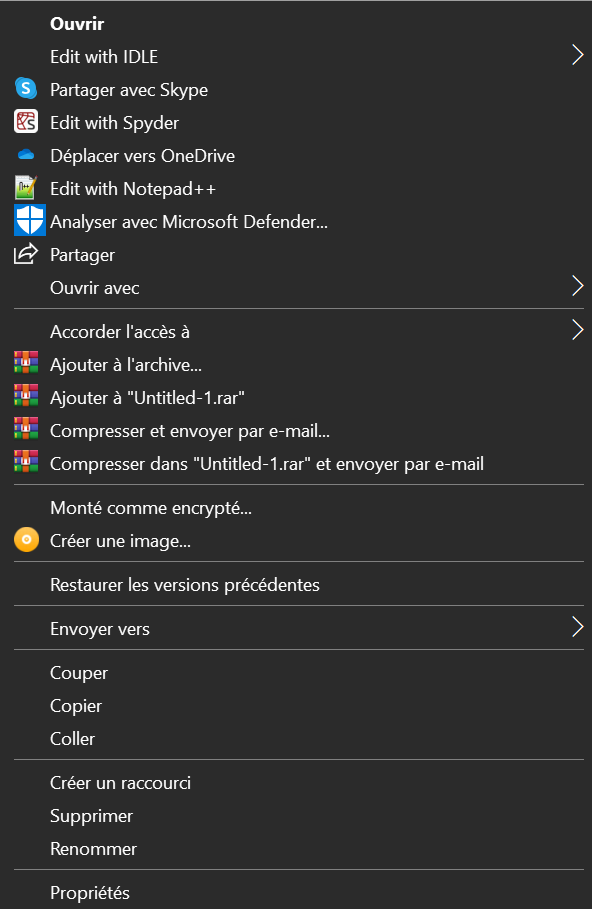 Ouvrir
Edit with IDLE
Partager avec Skype
Edit with Spyder
Déplacer vers OneDrive
Edit with Notepad++
Analyser avec Microsoft Defender...
Partager
Ouvrir avec
Accorder l'accès à
Ajouter à l'archive...
Ajouter à "Untitled-1.rar"
Compresser et envoyer par e-mail...
Compresser dans "Untitled-1.rar" et envoyer par e-mail
Monté comme encrypté...
Créer une image...
Restaurer les versions précédentes
Envoyer vers
Couper
Copier
Coller
Créer un raccourci
Supprimer
Renommer
Propriétés